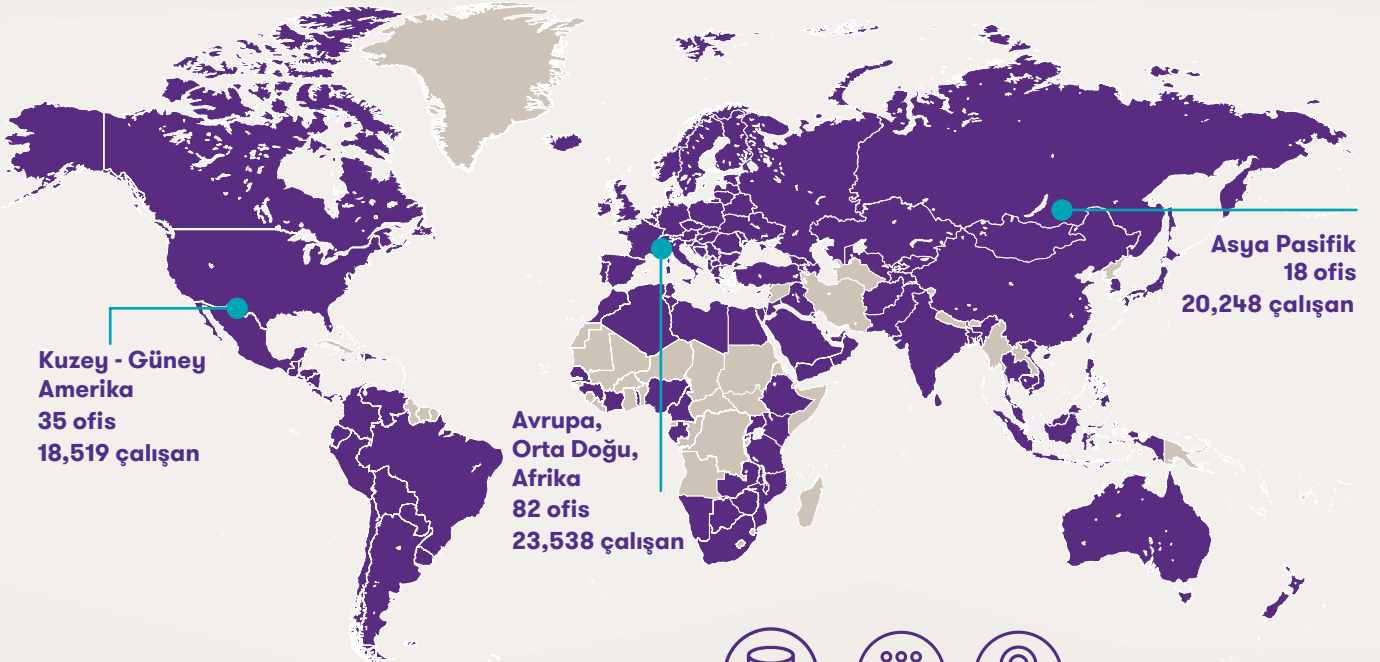 Asya Pasifik
18 ofis
20,248 çalışan
Kuzey - Güney
Amerika
35 ofis
18,519 çalışan
Avrupa,
Orta Doğu,
Afrika
82 ofis
23,538 çalışan